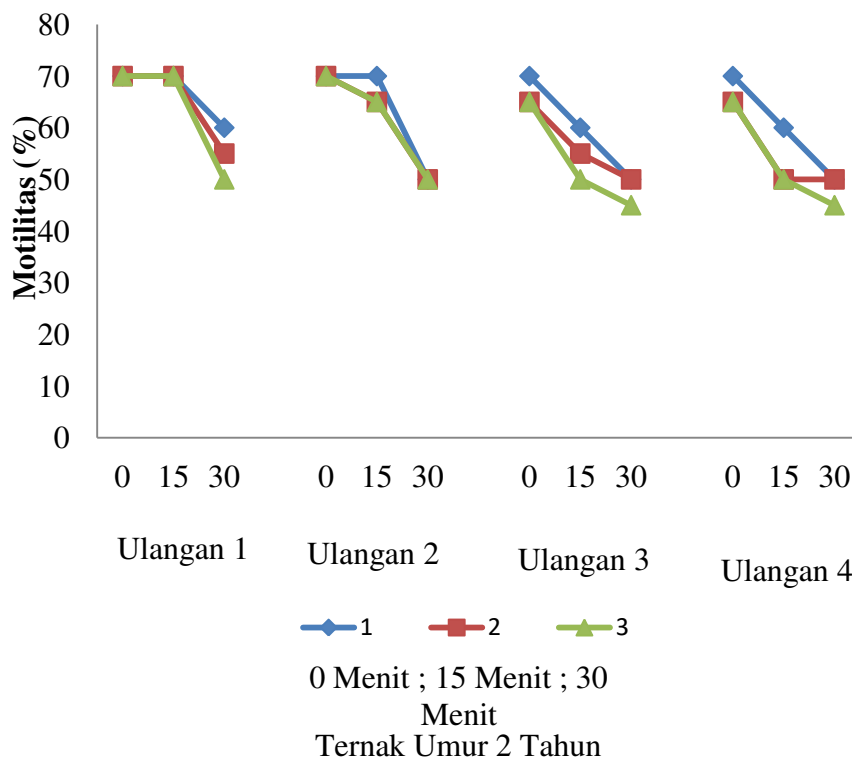 80
70
60
50
40
30
20
10
0
Motilitas (%)
0 15 30 0 15 30 0 15 30 0 15 30
Ulangan 1 Ulangan 2 Ulangan 3 Ulangan 4
1 2 3
0 Menit ; 15 Menit ; 30
Menit
Ternak Umur 2 Tahun